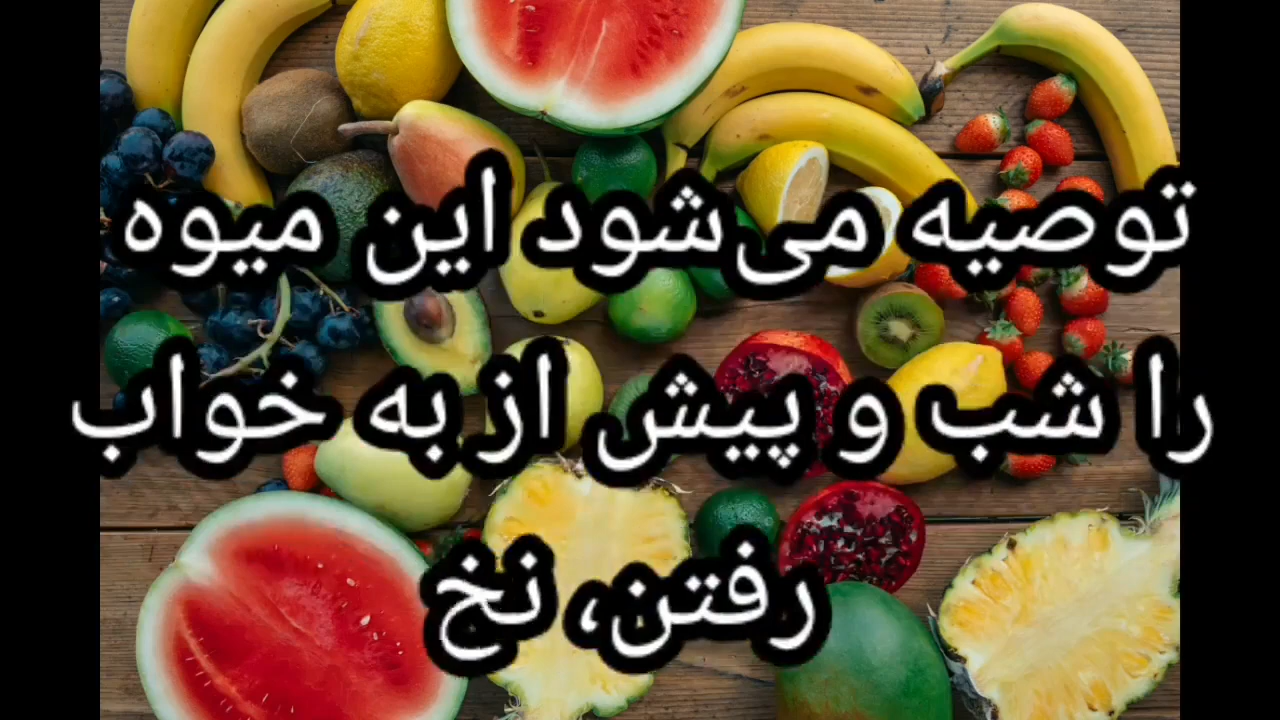 توصیه می‌شود این میوه
را شب و پیش از به خواب
رفتن، نخ